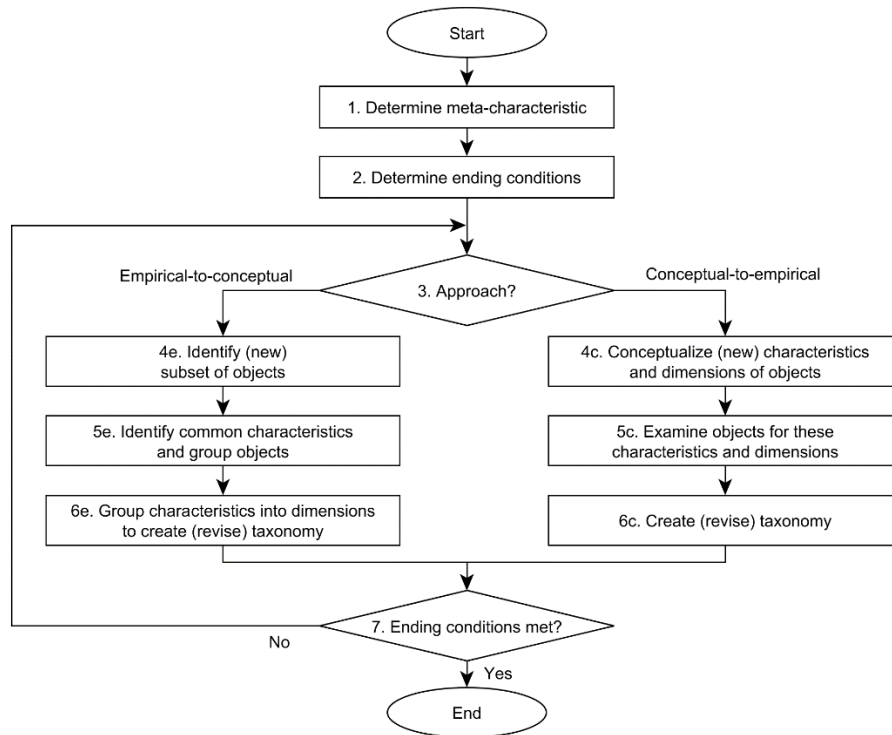 Start
1. Determine meta-characteristic
2. Determine ending conditions
Empirical-to-conceptual
Conceptual-to-empirical
3. Approach?
4e. Identify (new)
subset of objects
4c. Conceptualize (new) characteristics
and dimensions of objects
5e. Identify common characteristics
and group objects
5c. Examine objects for these
characteristics and dimensions
6e. Group characteristics into dimensions
to create (revise) taxonomy
6c. Create (revise) taxonomy
7. Ending conditions met?
No
Yes
End